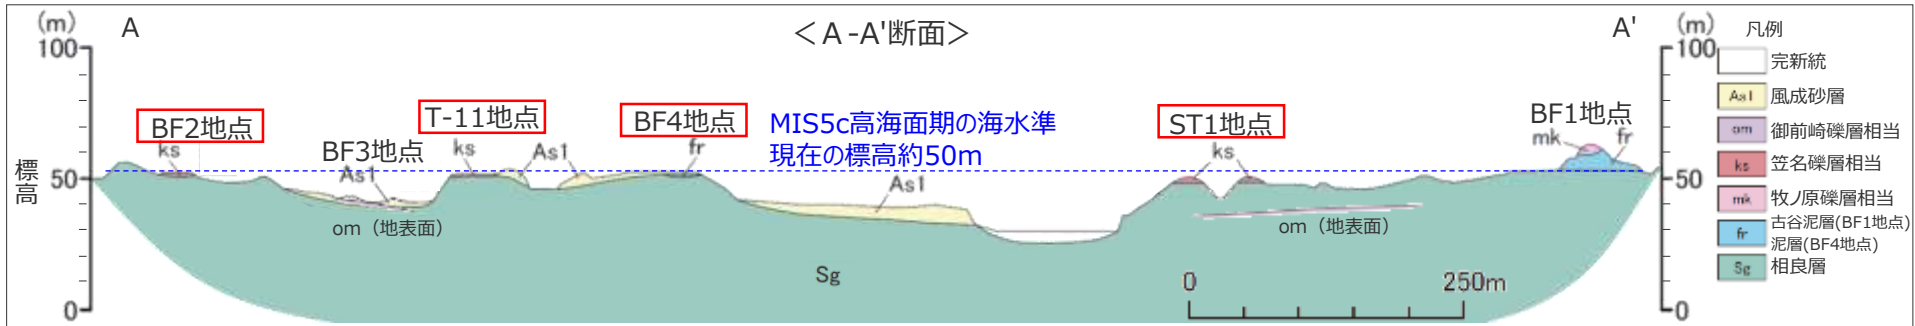 (m)
A
＜A-A'断面＞
A'
(m)
凡例
100
50
0
標高
BF2地点
ks
BF3地点
As1
om（地表面）
T-11地点
ks
As1
BF4地点
fr
MIS5c高海面期の海水準
現在の標高約50m
As1
Sg
ST1地点
ks
om（地表面）
BF1地点
mk
fr
0
250m
100
50
0
完新統
As1 風成砂層
om 御前崎礫層相当
ks 笠名礫層相当
mk 牧ノ原礫層相当
fr 古谷泥層(BF1地点)
泥層(BF4地点)
Sg 相良層